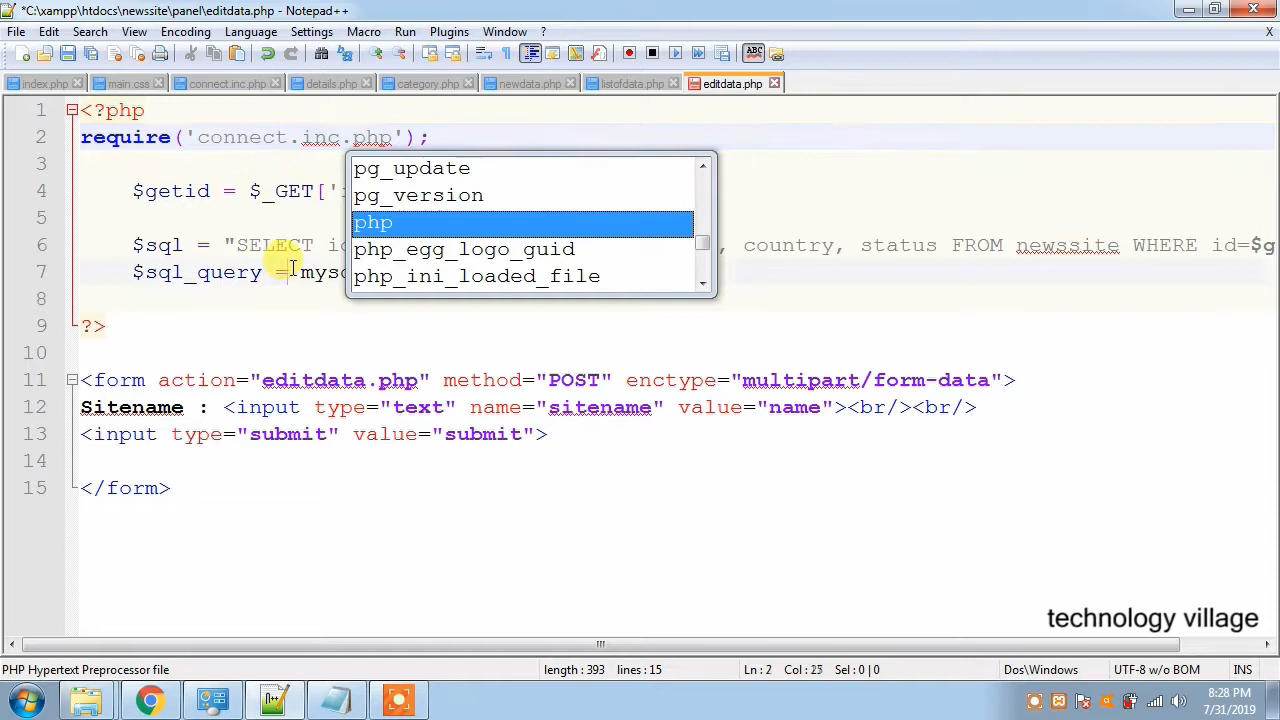 *C:\xampp\htdocs\newssite\panel\editdata.php - Notepad++
File Edit Search View Encoding Language Settings Macro Run Plugins Window ? X
index.php main.css connect.inc.php details.php category.php newdata.php listofdata.php editdata.php
1 <?php
2 require('connect.inc.php');
3
4 $getid = $_GET['
5
6 $sql = "SELECT , country, status FROM newssite WHERE id=$g
7 $sql_query = mys
8
9 ?>
10
11 <form action="editdata.php" method="POST" enctype="multipart/form-data">
12 Sitename : <input type="text" name="sitename" value="name"><br/><br/>
13 <input type="submit" value="submit">
14
15 </form>
pg_update
pg_version
php
php_egg_logo_guid
php_ini_loaded_file
technology village
PHP Hypertext Preprocessor file length : 393 lines : 15 Ln : 2 Col : 25 Sel : 0 | 0 Dos\Windows UTF-8 w/o BOM INS
8:28 PM
7/31/2019